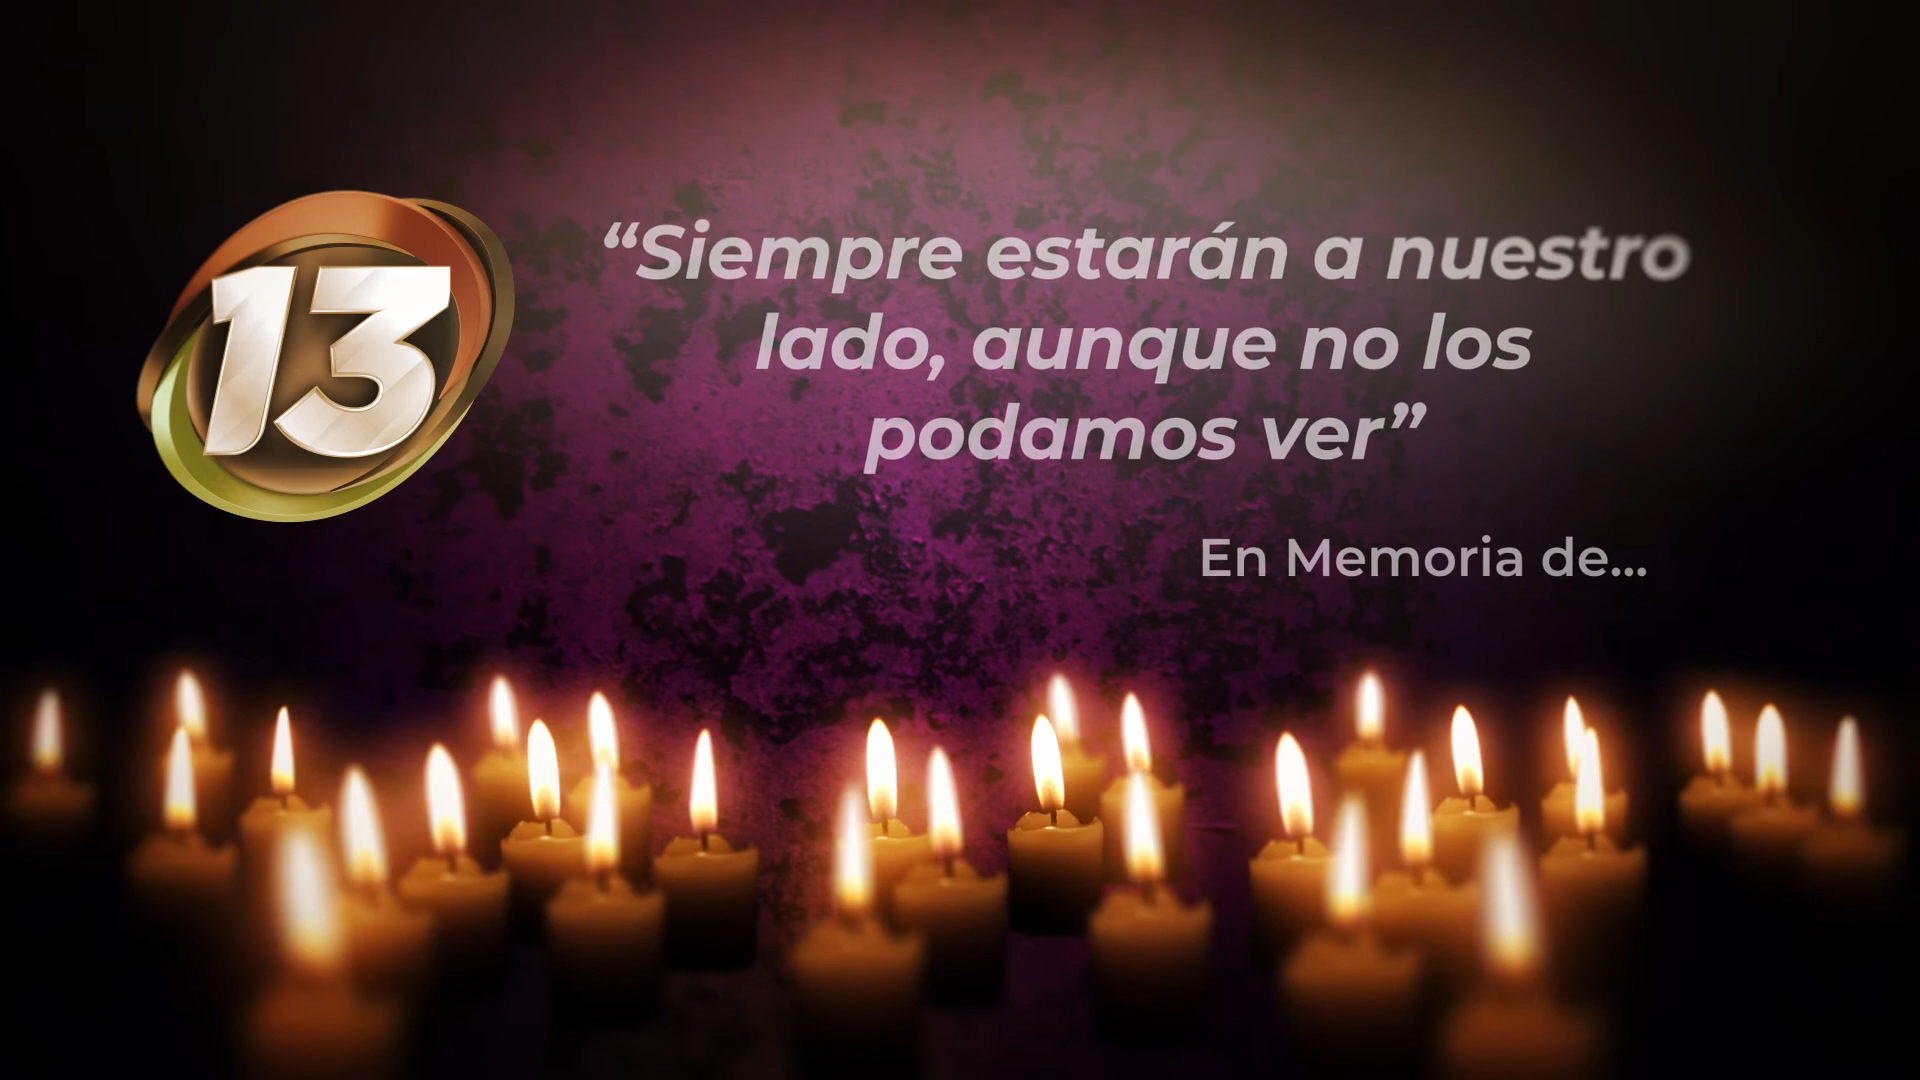 13
“Siempre estarán a nuestro
lado, aunque no los
podamos ver”
En Memoria de...